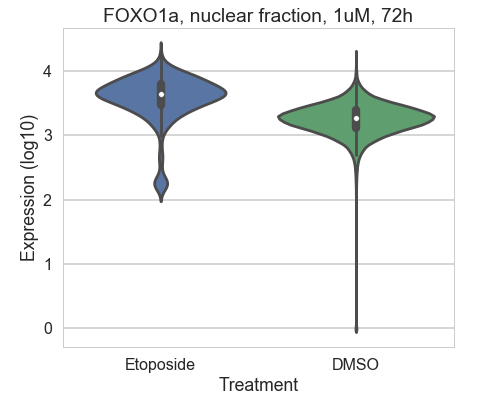 FOXO1a, nuclear fraction, 1uM, 72h
Expression (log10)
4
3
2
1
0
Etoposide DMSO
Treatment